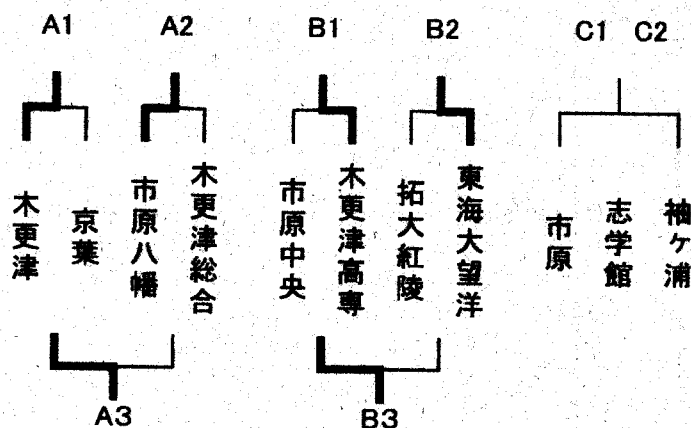 A1 A2 B1 B2 C1 C2
木更津
京葉
市原八幡
木更津総合
市原中央
木更津高専
拓大紅陵
東海大望洋
市原
志学館
袖ヶ浦
A3 B3